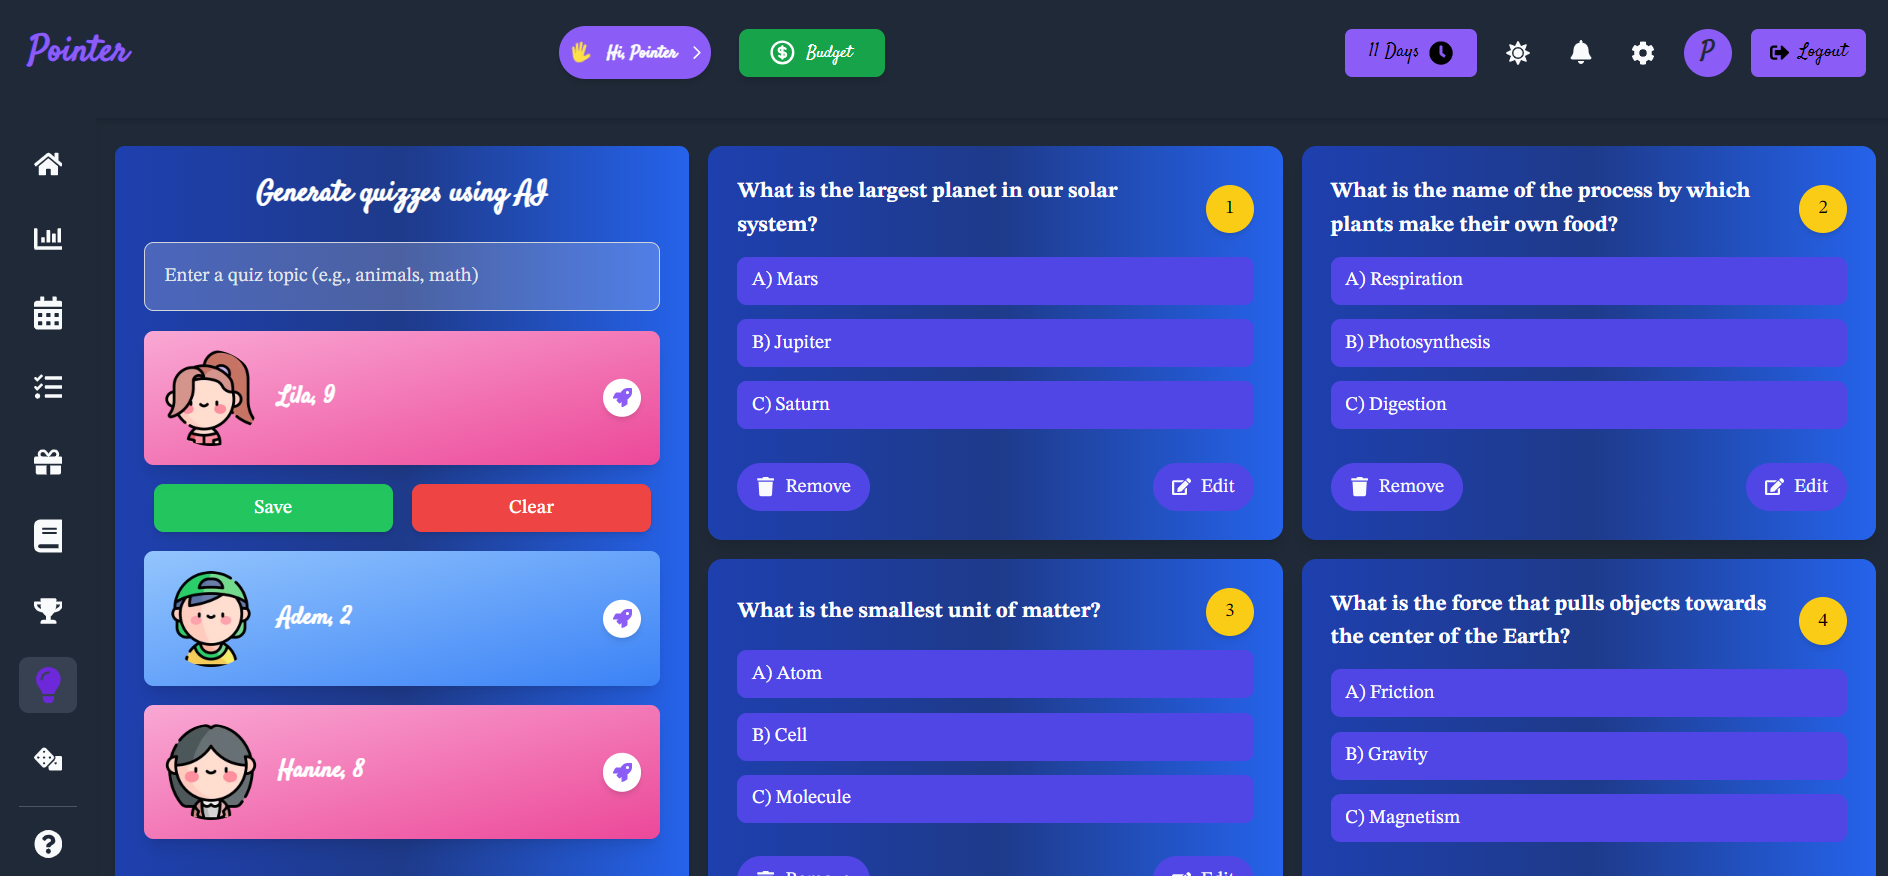 Pointer
Hi, Pointer
Budget
11 Days
P
Logout
Generate quizzes using AI
Enter a quiz topic (e.g., animals, math)
Lila, 9
Save
Clear
Adem, 2
Hanine, 8
What is the largest planet in our solar
system?
1
A) Mars
B) Jupiter
C) Saturn
Remove
Edit
What is the name of the process by which
plants make their own food?
2
A) Respiration
B) Photosynthesis
C) Digestion
Remove
Edit
What is the smallest unit of matter?
3
A) Atom
B) Cell
C) Molecule
Remove
Edit
What is the force that pulls objects towards
the center of the Earth?
4
A) Friction
B) Gravity
C) Magnetism